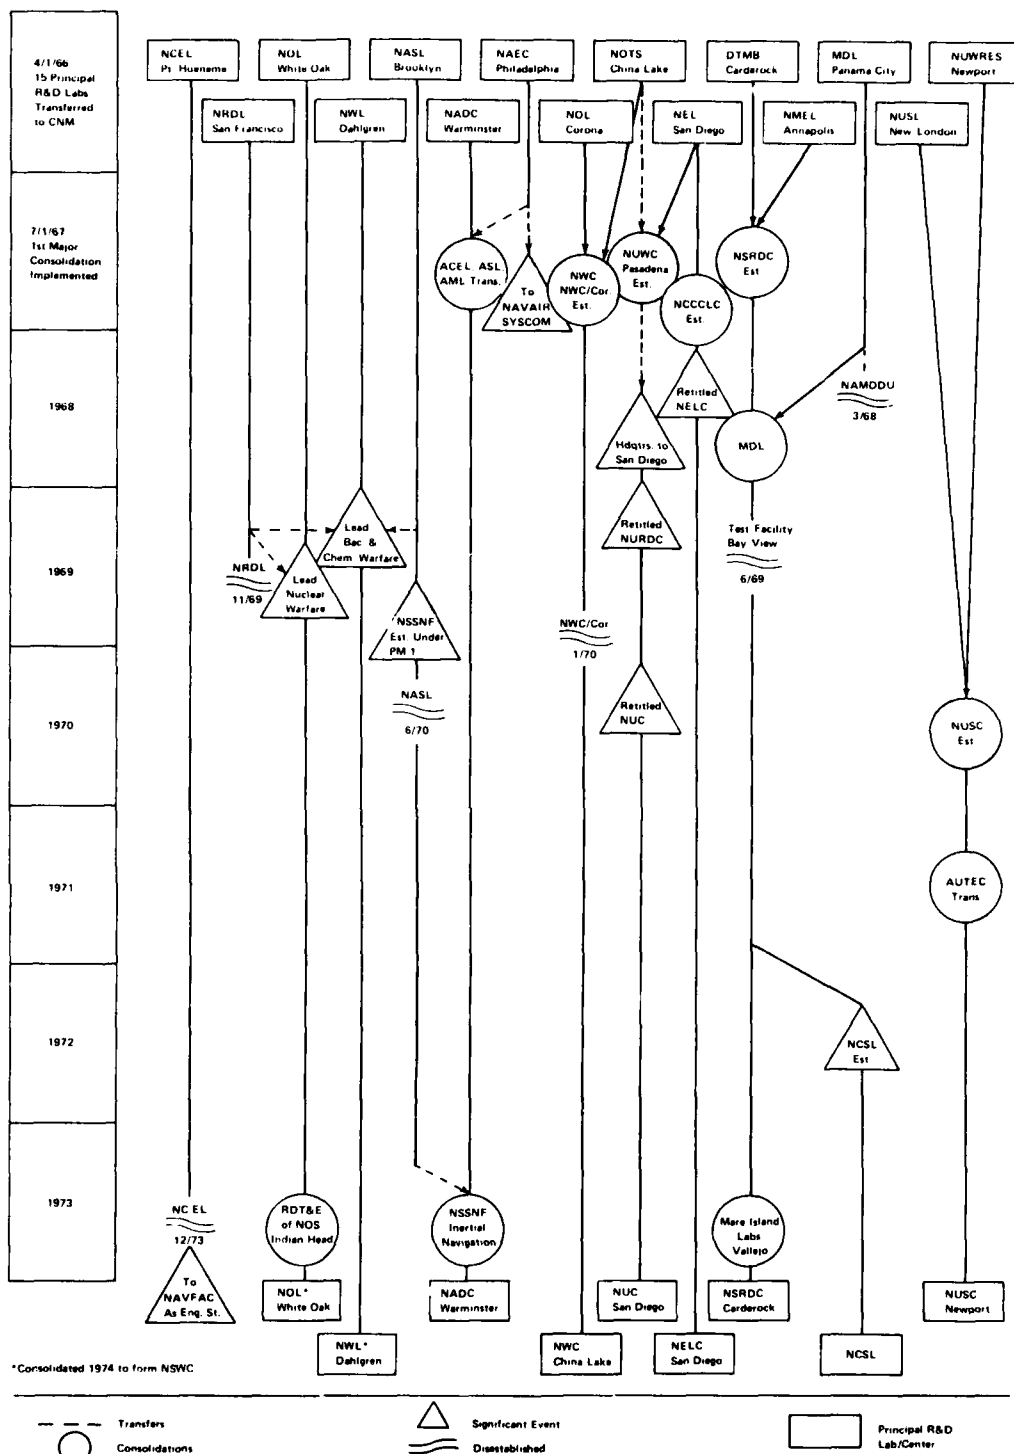 4/1/66
15 Principal
R&D Labs
Transferred
to CNM
NCEL
Pt. Hueneme
NOL
White Oak
NASL
Brooklyn
NAEC
Philadelphia
NOTS
China Lake
DTMB
Carderock
MDL
Panama City
NUWRES
Newport
NRDL
San Francisco
NWL
Dahlgren
NADC
Warminster
NOL
Corona
NEL
San Diego
NMEL
Annapolis
NUSL
New London
7/1/67
1st Major
Consolidation
Implemented
ACEL, ASL,
AML Trans.
To
NAVAIR
SYSCOM
NWC
NWC/Cor.
Est.
NUWC
Pasadena
Est.
NCCCLC
Est.
NSRDC
Est
1968
Retitled
NELC
Hdqtrs. to
San Diego
MDL
NAMDDU
3/68
1969
NRDL
11/69
Lead
Nuclear
Warfare
Lead
Bac &
Chem Warfare
NSSNF
Est. Under
PM 1
Retitled
NURDC
Test Facility
Bay View
6/69
NWC/Cor
1/70
1970
NASL
6/70
Retitled
NUC
NUSC
Est
1971
AUTEC
Trans
1972
NCSL
Est
1973
NCEL
12/73
To
NAVFAC
As Eng. St.
RDT&E
of NOS
Indian Head
NSSNF
Inertial
Navigation
Mare Island
Labs
Vallejo
NOL*
White Oak
NADC
Warminster
NUC
San Diego
NSRDC
Carderock
NUSC
Newport
NWL*
Dahlgren
NWC
China Lake
NELC
San Diego
NCSL
*Consolidated 1974 to form NSWC
Transfers
Consolidations
Significant Event
Disestablished
Principal R&D
Lab/Center